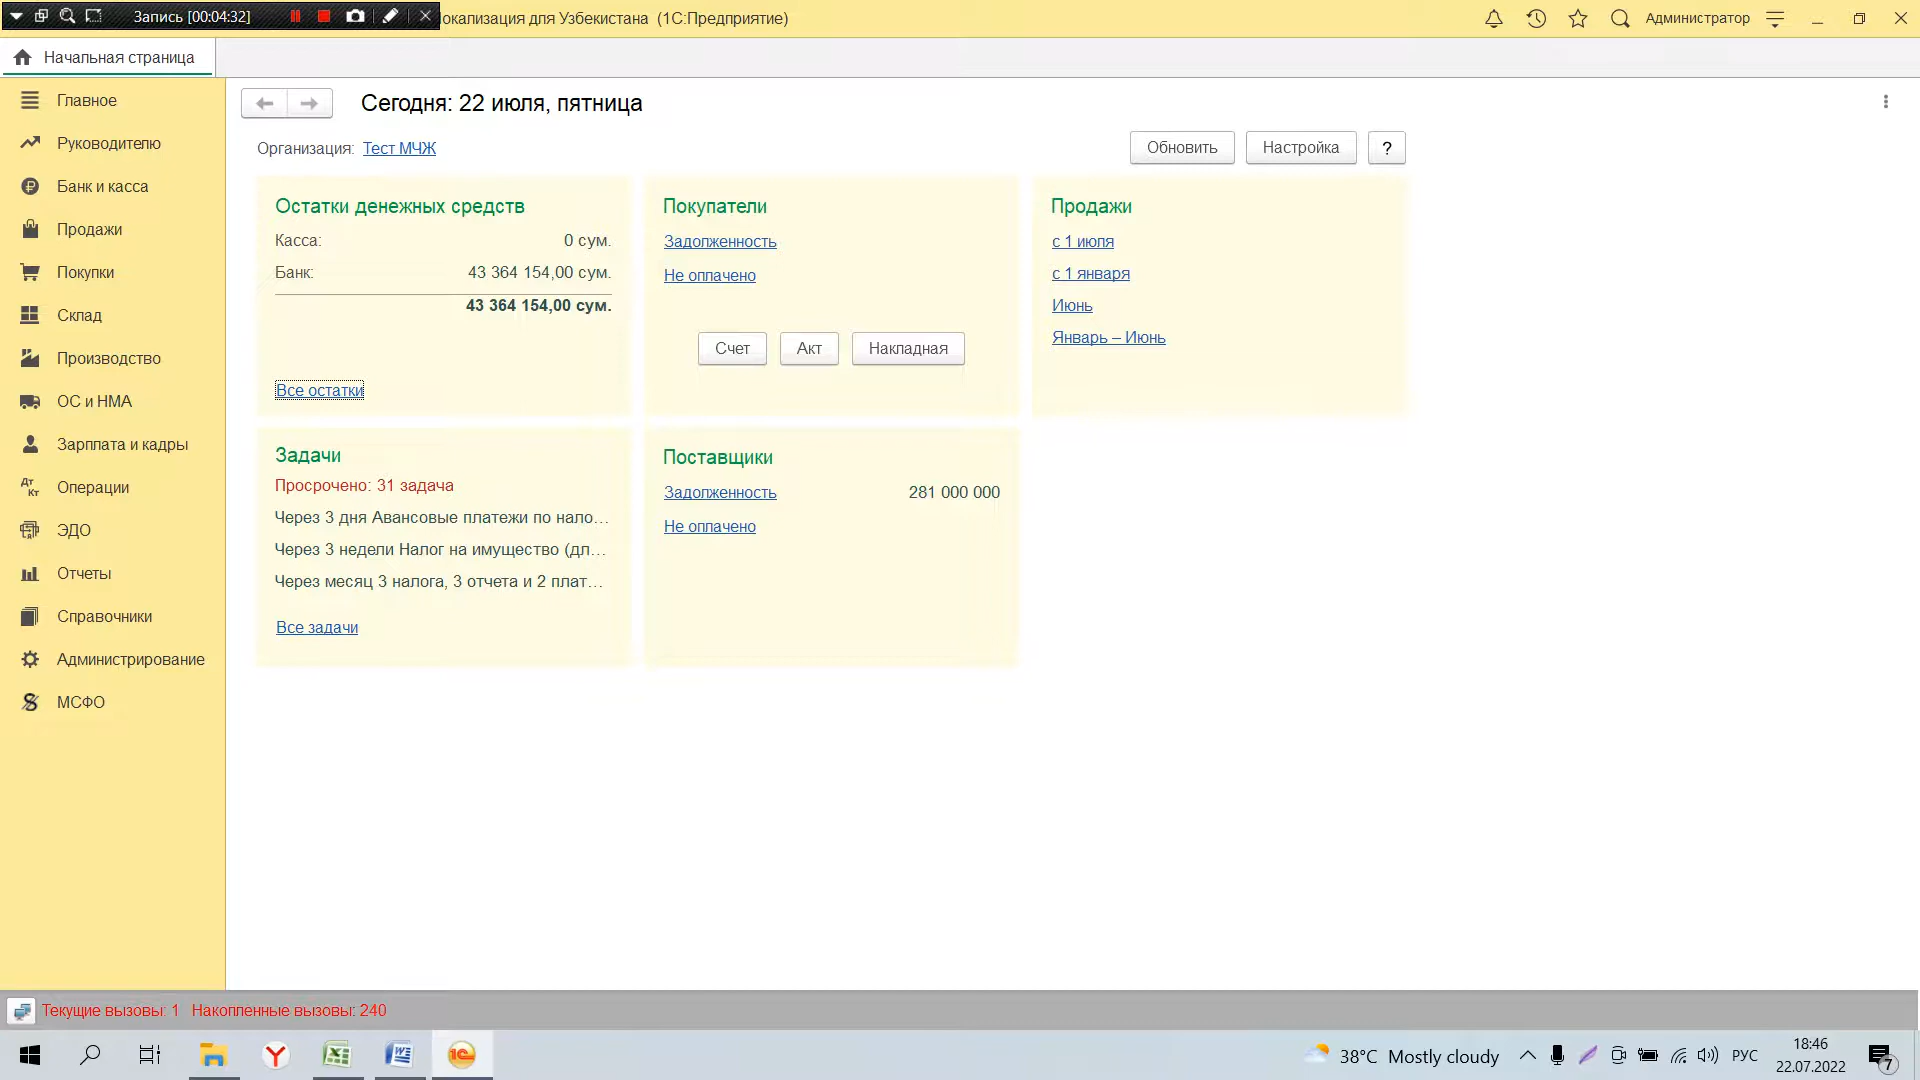 Запись [00:04:32]
окализация для Узбекистана (1С:Предприятие)
Администратор
Начальная страница
Главное
Руководителю
Банк и касса
Продажи
Покупки
Склад
Производство
ОС и НМА
Зарплата и кадры
Операции
ЭДО
Отчеты
Справочники
Администрирование
МСФО
Сегодня: 22 июля, пятница
Организация: Тест МЧЖ
Обновить
Настройка
?
Остатки денежных средств
Касса: 0 сум.
Банк: 43 364 154,00 сум.
43 364 154,00 сум.
Все остатки
Покупатели
Задолженность
Не оплачено
Счет
Акт
Накладная
Продажи
с 1 июля
с 1 января
Июнь
Январь – Июнь
Задачи
Просрочено: 31 задача
Через 3 дня Авансовые платежи по нало...
Через 3 недели Налог на имущество (дл...
Через месяц 3 налога, 3 отчета и 2 плат...
Все задачи
Поставщики
Задолженность 281 000 000
Не оплачено
Текущие вызовы: 1 Накопленные вызовы: 240
38°C Mostly cloudy
РУС
18:46
22.07.2022
7